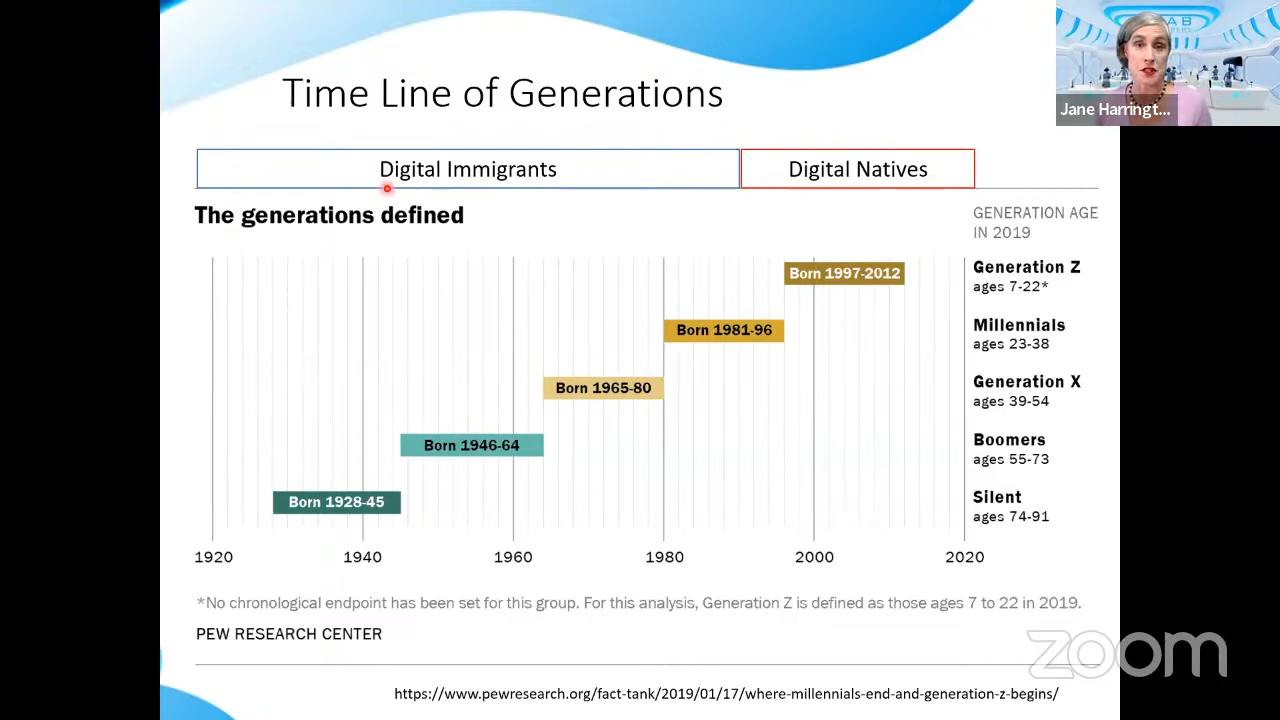 Time Line of Generations
Jane Harringt...
Digital Immigrants
Digital Natives
The generations defined
GENERATION AGE
IN 2019
Born 1997-2012
Generation Z
ages 7-22*
Born 1981-96
Millennials
ages 23-38
Born 1965-80
Generation X
ages 39-54
Born 1946-64
Boomers
ages 55-73
Born 1928-45
Silent
ages 74-91
1920
1940
1960
1980
2000
2020
*No chronological endpoint has been set for this group. For this analysis, Generation Z is defined as those ages 7 to 22 in 2019.
PEW RESEARCH CENTER
zoom
https://www.pewresearch.org/fact-tank/2019/01/17/where-millennials-end-and-generation-z-begins/